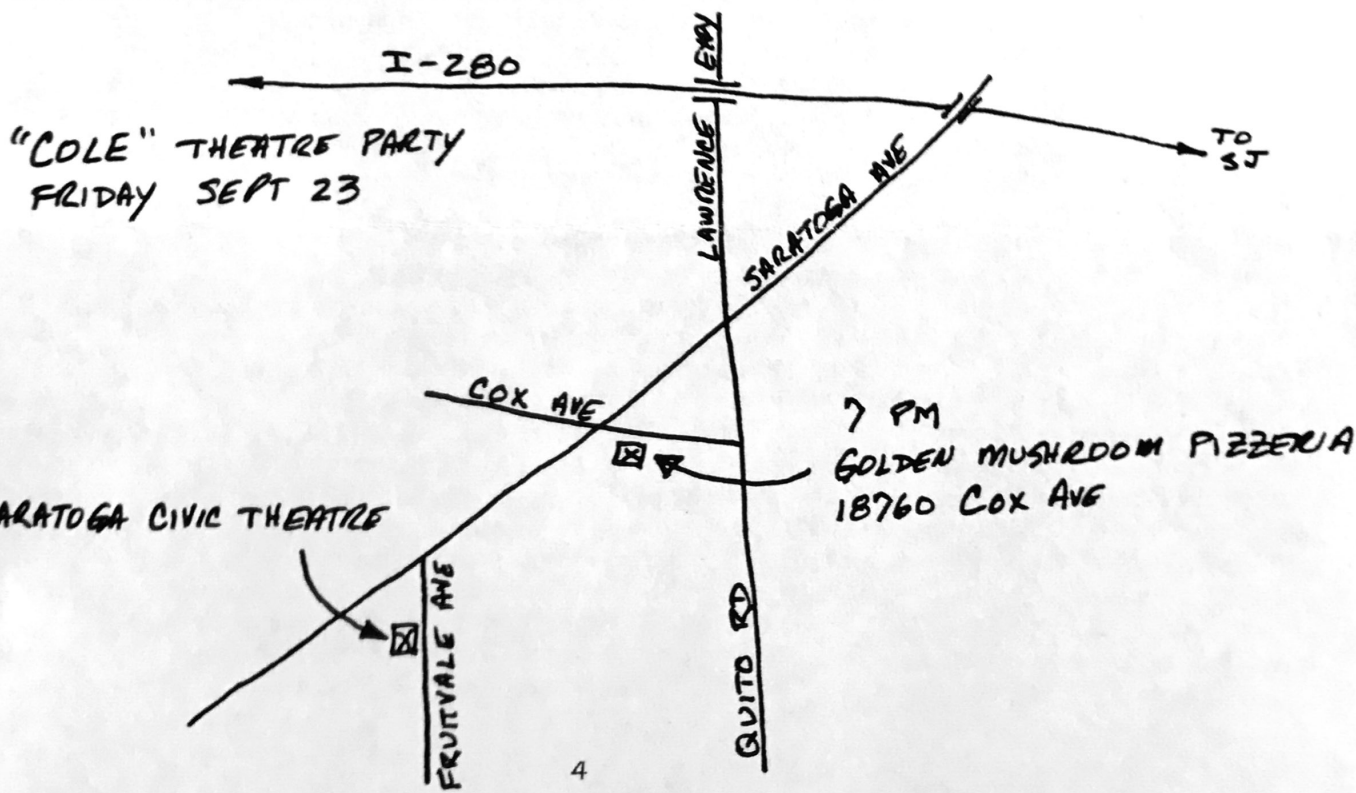 I-280
LAWRENCE EXPY
"COLE" THEATRE PARTY
FRIDAY SEPT 23
TO
SJ
SARATOGA AVE
COX AVE
7 PM
GOLDEN MUSHROOM PIZZERIA
18760 COX AVE
ARATOGA CIVIC THEATRE
FRUITVALE AVE
QUITO RD
4